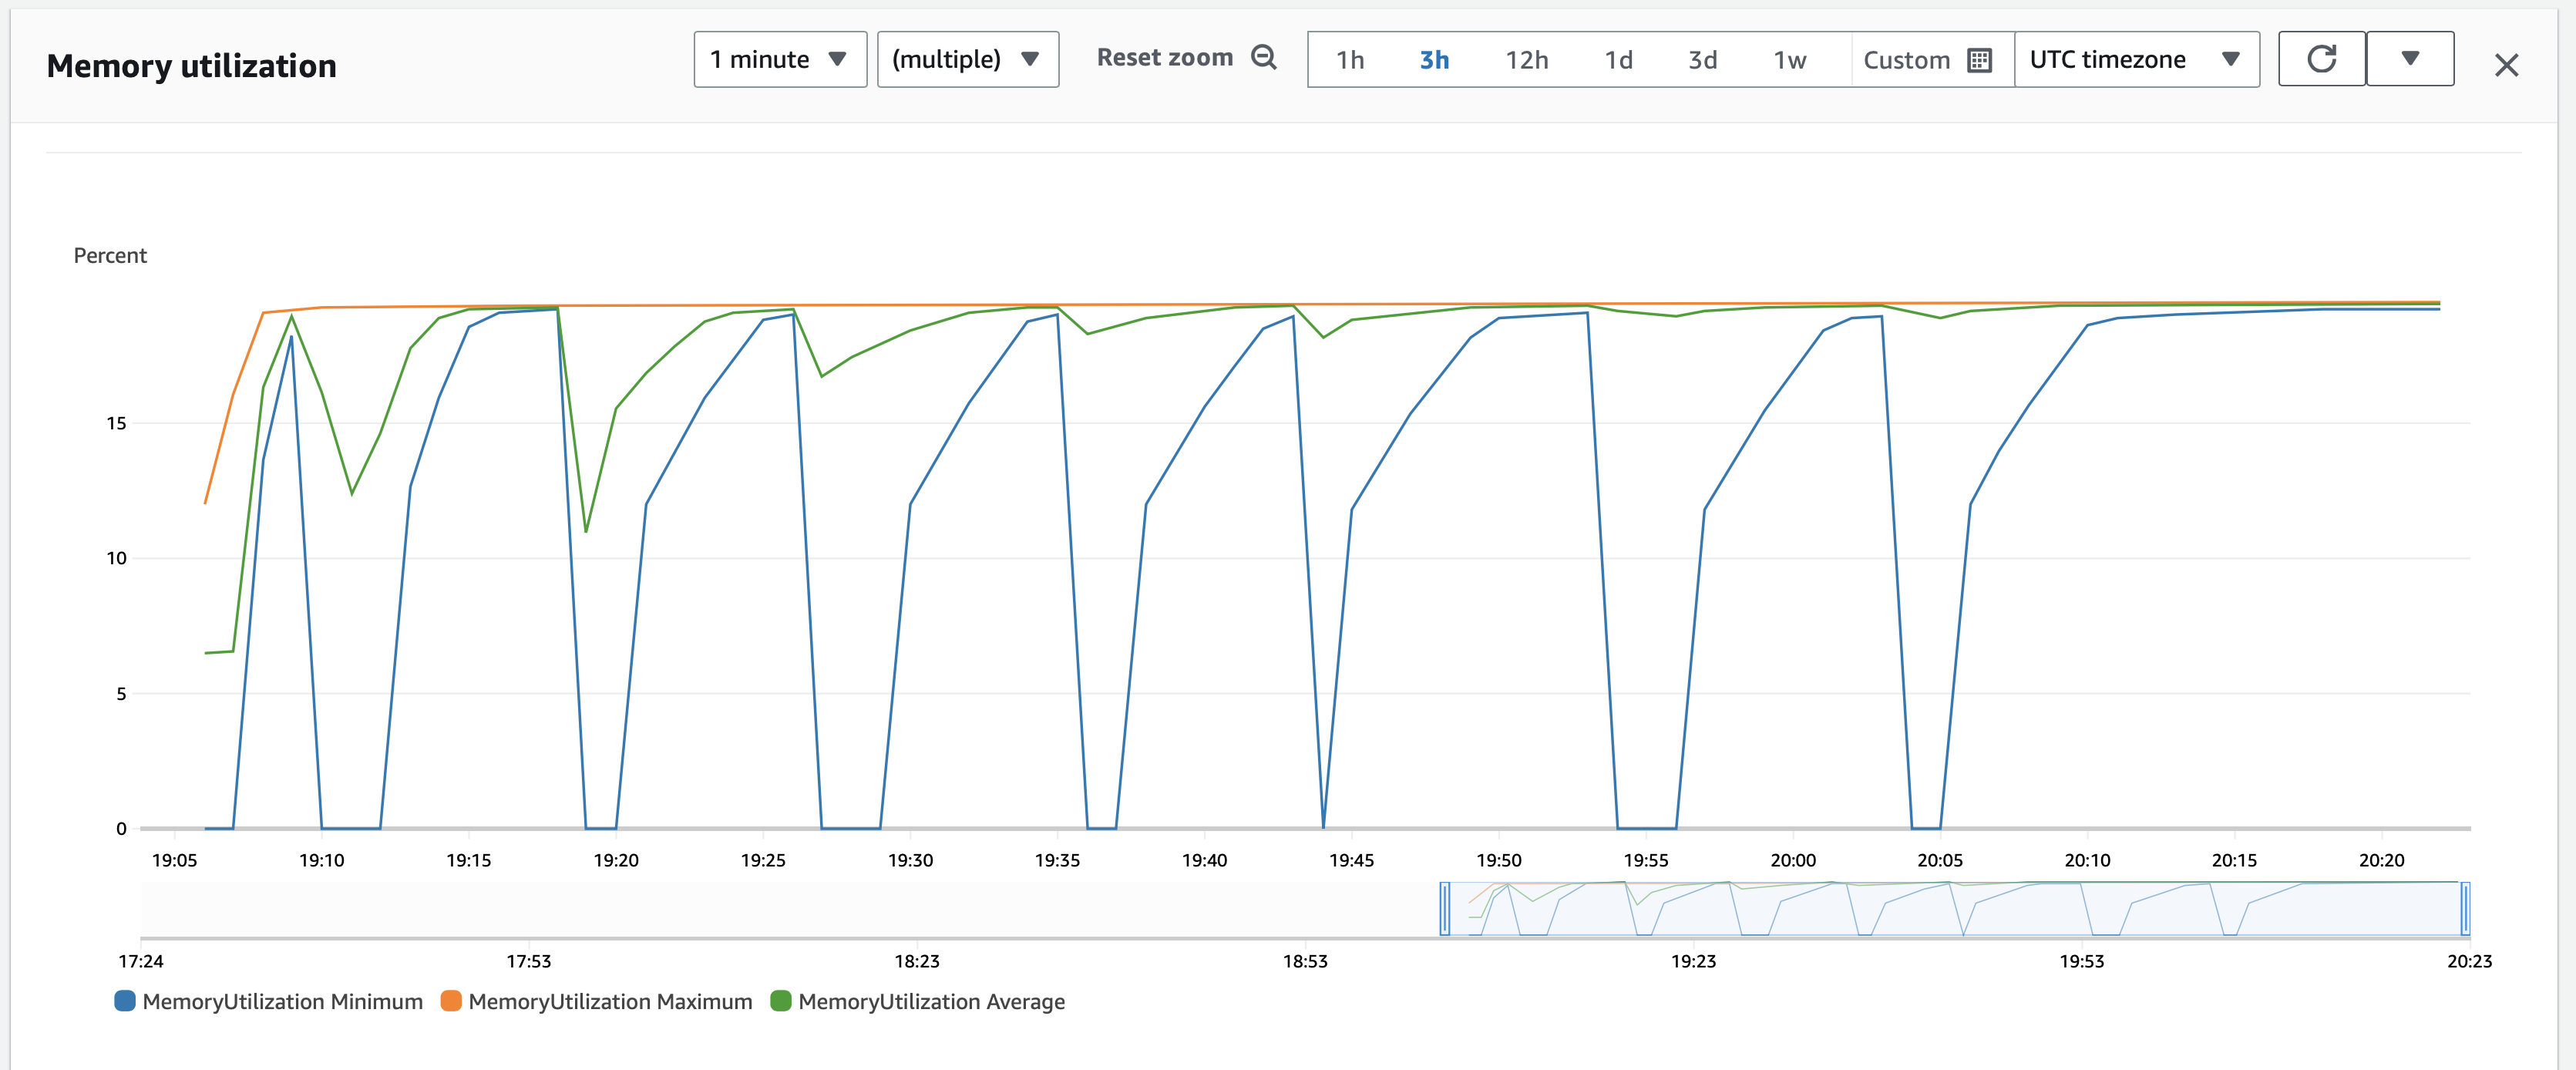 Memory utilization 1 minute (multiple) Reset zoom 1h 3h 12h 1d 3d 1w Custom UTC timezone
Percent
15
10
5
0
19:05 19:10 19:15 19:20 19:25 19:30 19:35 19:40 19:45 19:50 19:55 20:00 20:05 20:10 20:15 20:20
17:24 17:53 18:23 18:53 19:23 19:53 20:23
MemoryUtilization Minimum MemoryUtilization Maximum MemoryUtilization Average